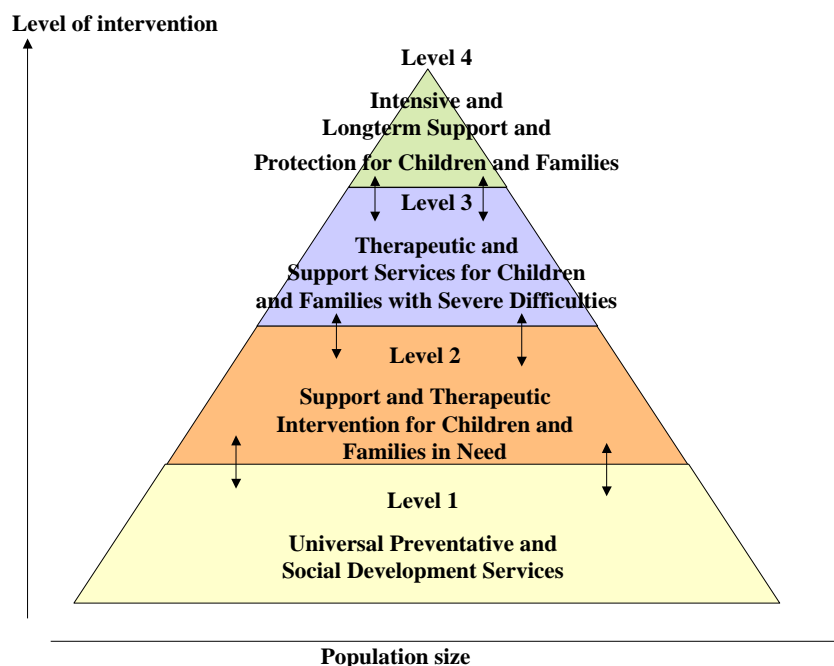 Level of intervention
Level 4
Intensive and
Longterm Support and
Protection for Children and Families
Level 3
Therapeutic and
Support Services for Children
and Families with Severe Difficulties
Level 2
Support and Therapeutic
Intervention for Children and
Families in Need
Level 1
Universal Preventative and
Social Development Services
Population size